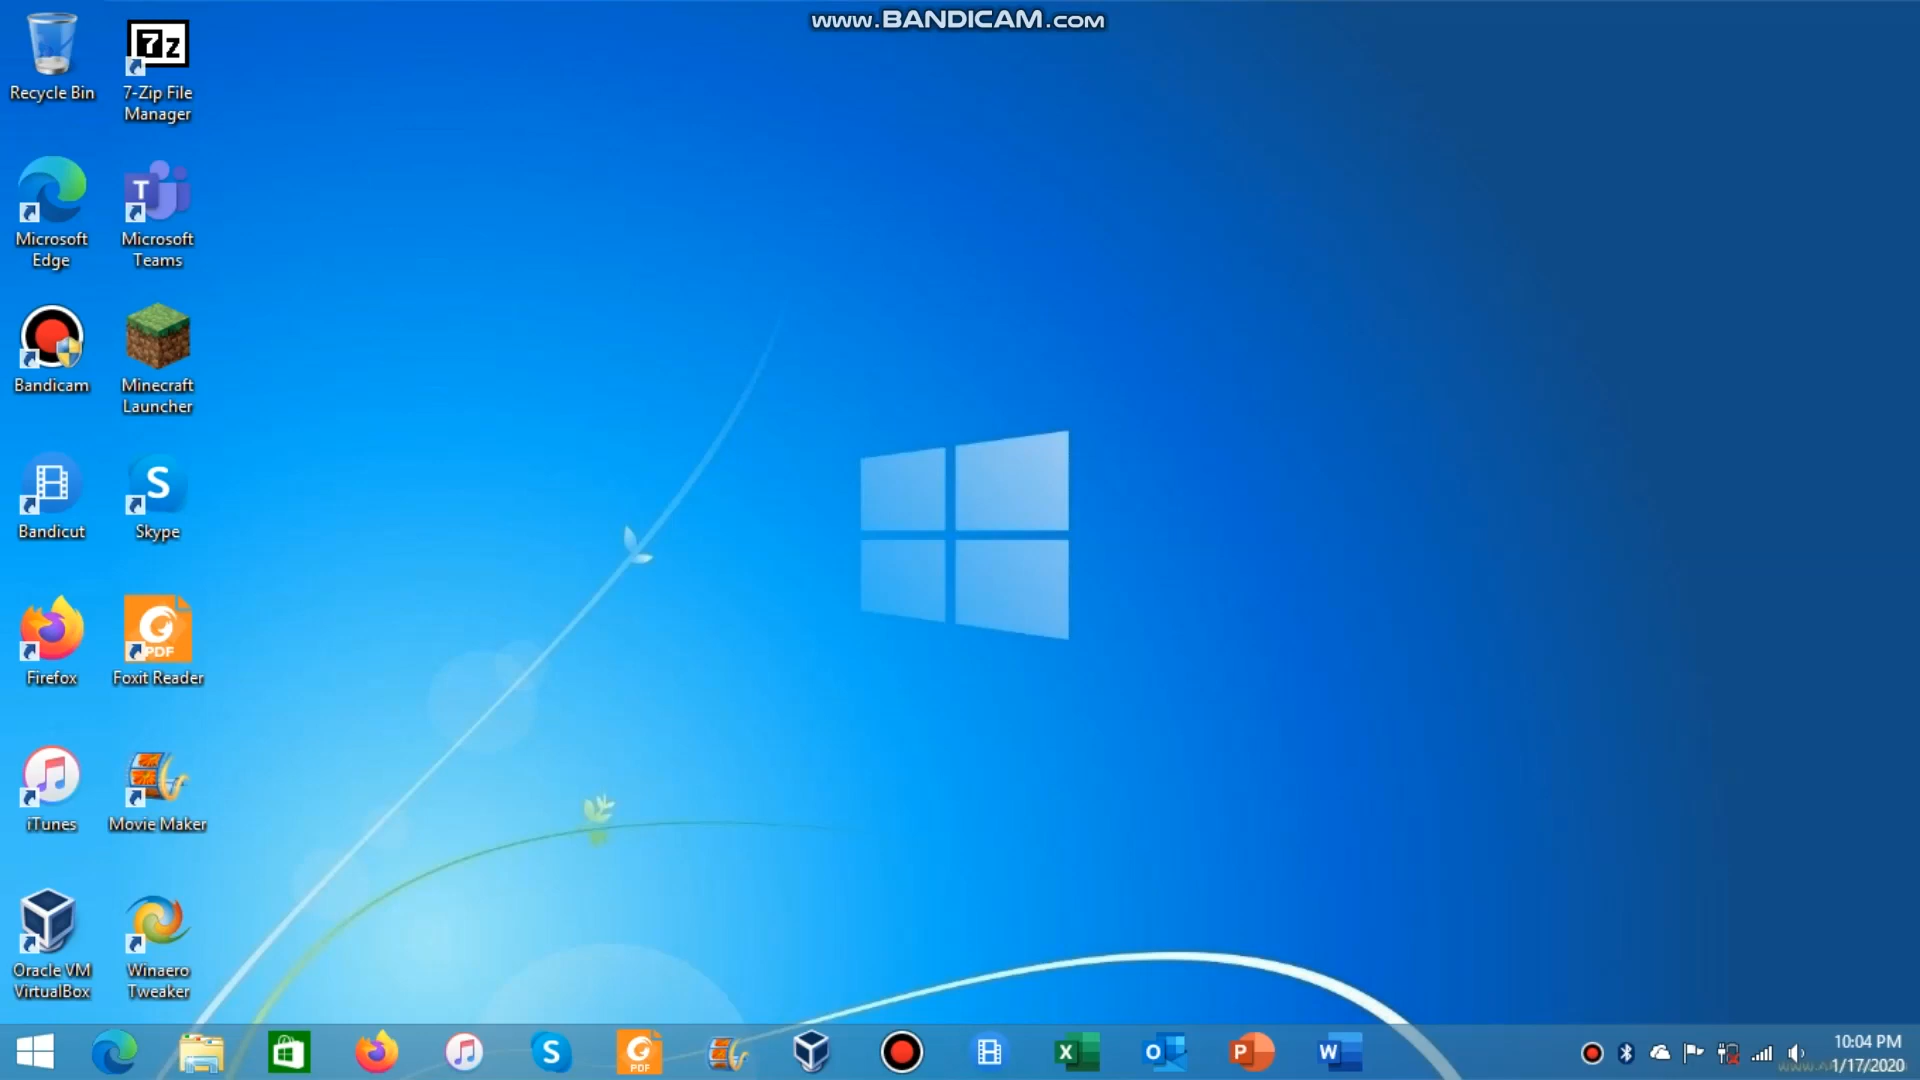 www.BANDICAM.com
Recycle Bin
7-Zip File
Manager
Microsoft
Edge
Microsoft
Teams
Bandicam
Minecraft
Launcher
Bandicut
Skype
Firefox
Foxit Reader
iTunes
Movie Maker
Oracle VM
VirtualBox
Winaero
Tweaker
10:04 PM
1/17/2020